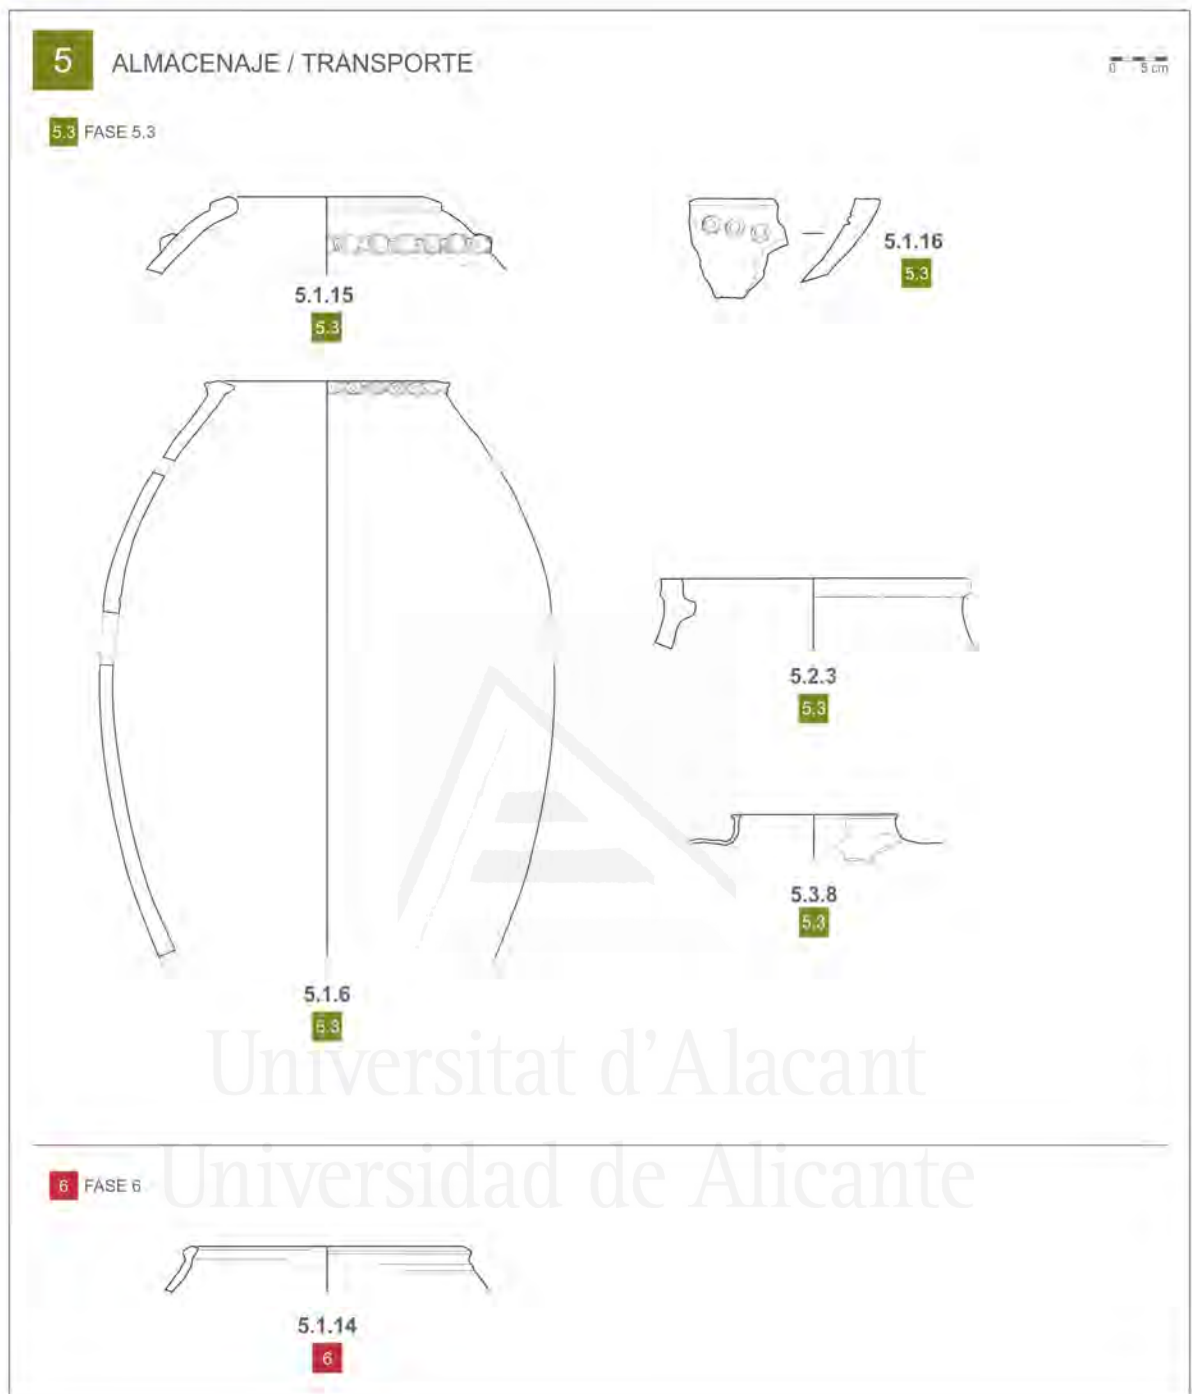 5 ALMACENAJE / TRANSPORTE
0 5 cm
5.3 FASE 5.3
5.1.15
5.3
5.1.16
5.3
5.1.6
5.3
5.2.3
5.3
5.3.8
5.3
Universitat d'Alacant
Universidad de Alicante
6 FASE 6
5.1.14
6